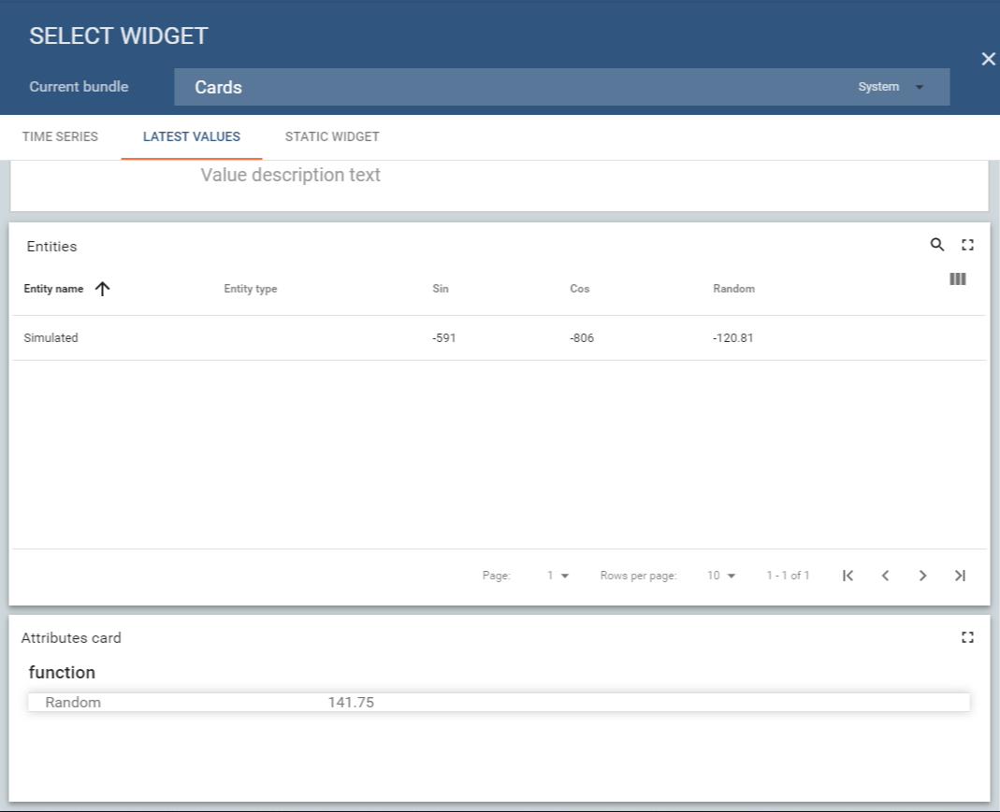 SELECT WIDGET
Current bundle Cards System
TIME SERIES LATEST VALUES STATIC WIDGET
Value description text
Entities
Entity name Entity type Sin Cos Random
Simulated -591 -806 -120.81
Page: 1 Rows per page: 10 1 - 1 of 1
Attributes card
function
Random 141.75